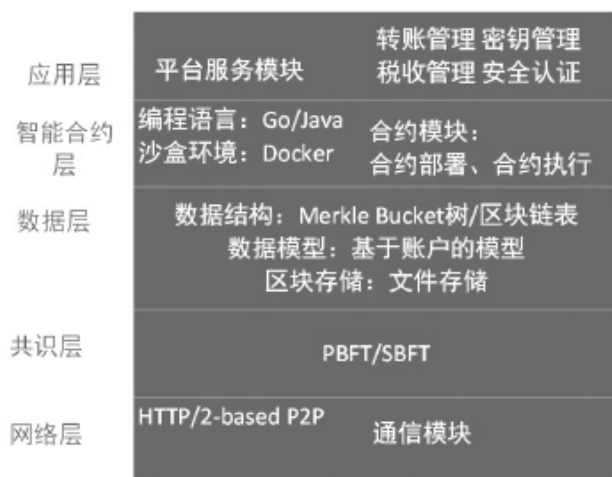 应用层
平台服务模块
转账管理 密钥管理
税收管理 安全认证
智能合约
层
编程语言：Go/Java
沙盒环境：Docker
合约模块：
合约部署、合约执行
数据层
数据结构：Merkle Bucket树/区块链表
数据模型：基于账户的模型
区块存储：文件存储
共识层
PBFT/SBFT
网络层
HTTP/2-based P2P
通信模块